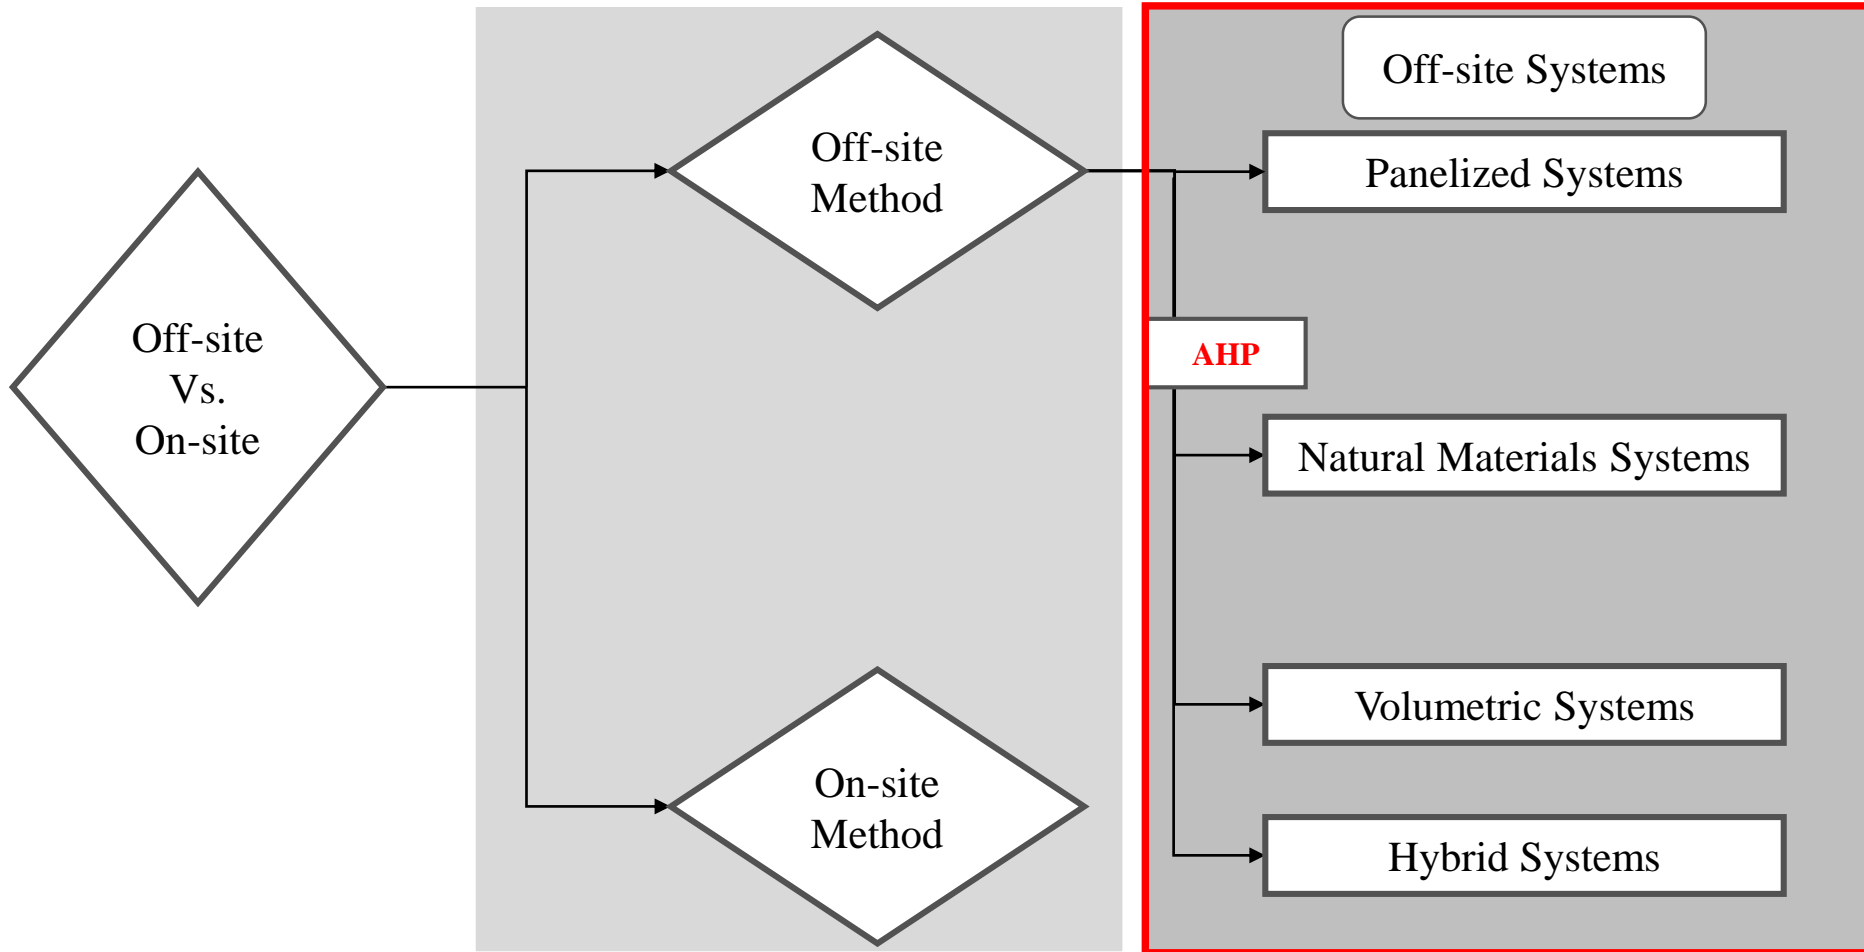 Off-site
Vs.
On-site
Off-site
Method
On-site
Method
Off-site Systems
Panelized Systems
AHP
Natural Materials Systems
Volumetric Systems
Hybrid Systems